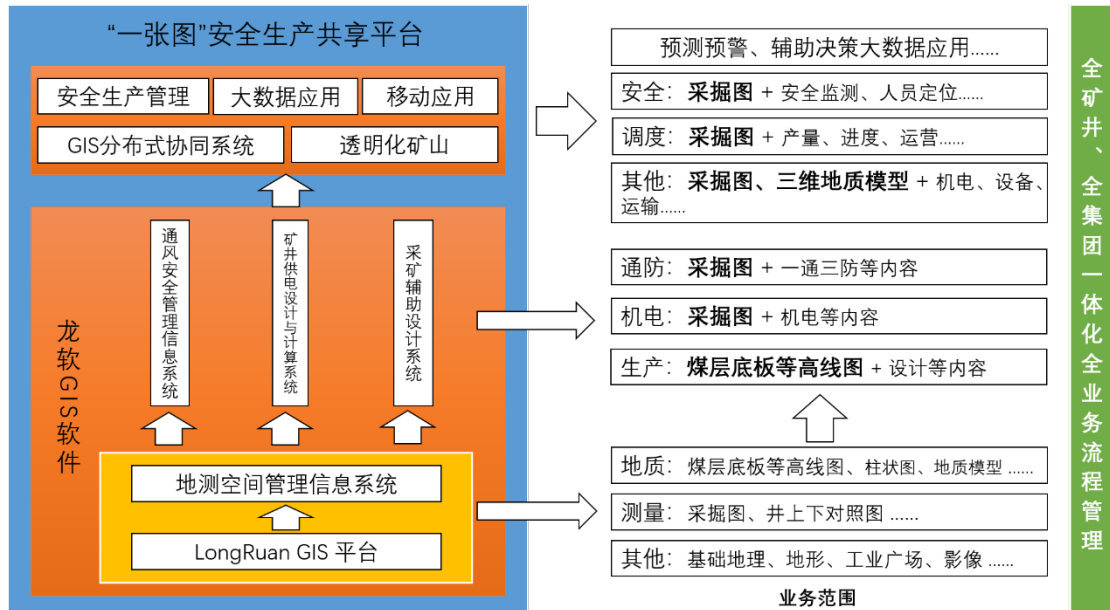 “一张图”安全生产共享平台
安全生产管理
大数据应用
移动应用
GIS分布式协同系统
透明化矿山
龙软GIS软件
通风安全管理信息系统
矿井供电设计与计算系统
采矿辅助设计系统
地测空间管理信息系统
LongRuan GIS 平台
预测预警、辅助决策大数据应用......
安全：采掘图 + 安全监测、人员定位......
调度：采掘图 + 产量、进度、运营......
其他：采掘图、三维地质模型 + 机电、设备、
运输......
通防：采掘图 + 一通三防等内容
机电：采掘图 + 机电等内容
生产：煤层底板等高线图 + 设计等内容
地质：煤层底板等高线图、柱状图、地质模型 ......
测量：采掘图、井上下对照图 ......
其他：基础地理、地形、工业广场、影像 ......
业务范围
全矿井、全集团一体化全业务流程管理